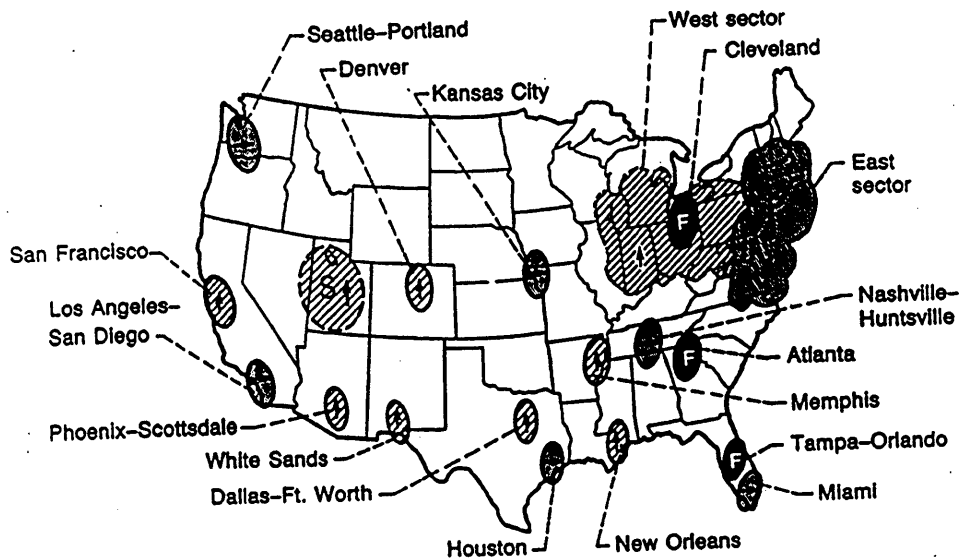 West sector
Seattle–Portland
Cleveland
Denver
Kansas City
East
sector
F
San Francisco
Los Angeles–
San Diego
Nashville–
Huntsville
F
Atlanta
Memphis
Phoenix–Scottsdale
White Sands
Dallas–Ft. Worth
Tampa–Orlando
F
Miami
Houston
New Orleans